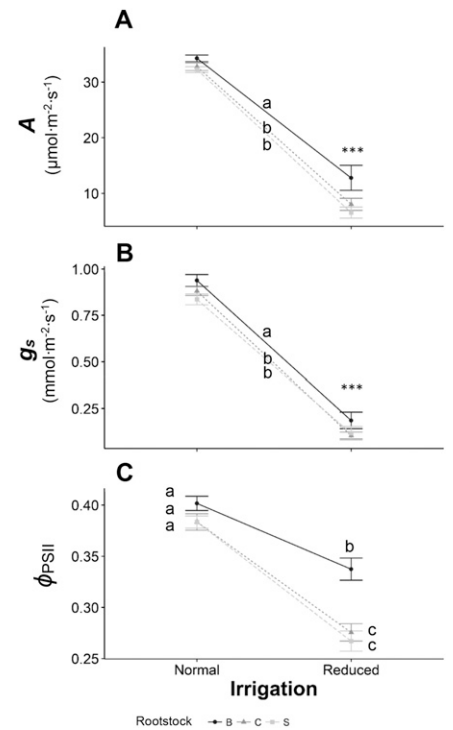 A
A
(μmol·m⁻²·s⁻¹)
30
20
10
a
b
b
***
B
gs
(mmol·m⁻²·s⁻¹)
1.00
0.75
0.50
0.25
a
b
b
***
C
ϕPSII
0.40
0.35
0.30
0.25
a
a
a
b
c
c
Normal Reduced
Irrigation
Rootstock B C S